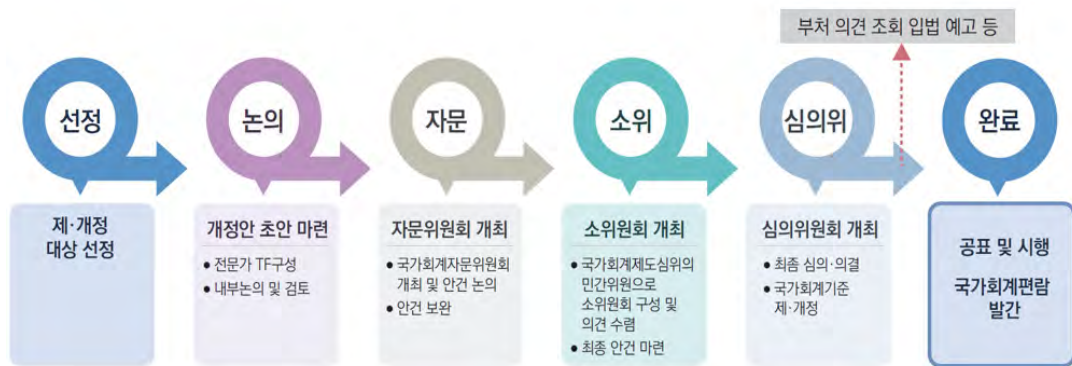 부처 의견 조회 입법 예고 등
선정
논의
자문
소위
심의위
완료
제·개정
대상 선정
개정안 초안 마련
● 전문가 TF구성
● 내부논의 및 검토
자문위원회 개최
● 국가회계자문위원회
개최 및 안건 논의
● 안건 보완
소위원회 개최
● 국가회계제도심위의
민간위원으로
소위원회 구성 및
의견 수렴
● 최종 안건 마련
심의위원회 개최
● 최종 심의·의결
● 국가회계기준
제·개정
공표 및 시행
국가회계편람
발간